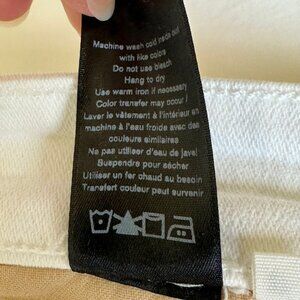 Machine wash cold inside out
with like colors
Do not use bleach
Hang to dry
Use warm iron if necessary
Color transfer may occur /
Laver le vêtement à l'intérieur en
machine à l'eau froide avec des
couleurs similaires
Ne pas utiliser d'eau de javel
Suspendre pour sécher
Utiliser un fer chaud au besoin
Transfert couleur peut survenir